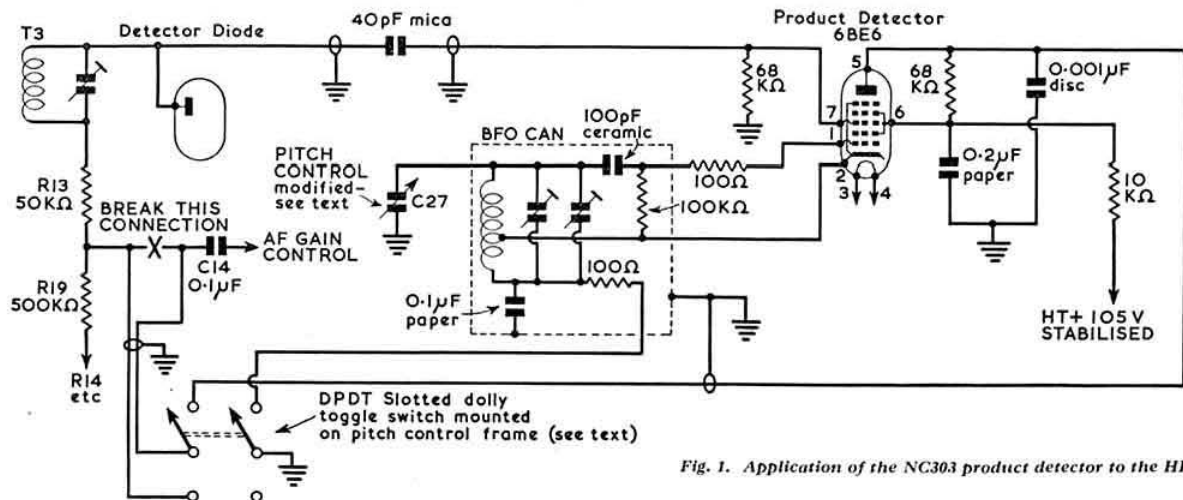 T3
Detector Diode
40pF mica
Product Detector
6BE6
5
68
KΩ
68
KΩ
0·001µF
disc
7
1
6
2
3
4
BFO CAN
100pF
ceramic
PITCH
CONTROL
modified-
see text
C27
100Ω
100KΩ
0·2µF
paper
10
KΩ
R13
50KΩ
BREAK THIS
CONNECTION
X
AF GAIN
CONTROL
C14
0·1µF
100Ω
0·1µF
paper
R19
500KΩ
HT+ 105V
STABILISED
R14
etc
DPDT Slotted dolly
toggle switch mounted
on pitch control frame (see text)
Fig. 1. Application of the NC303 product detector to the